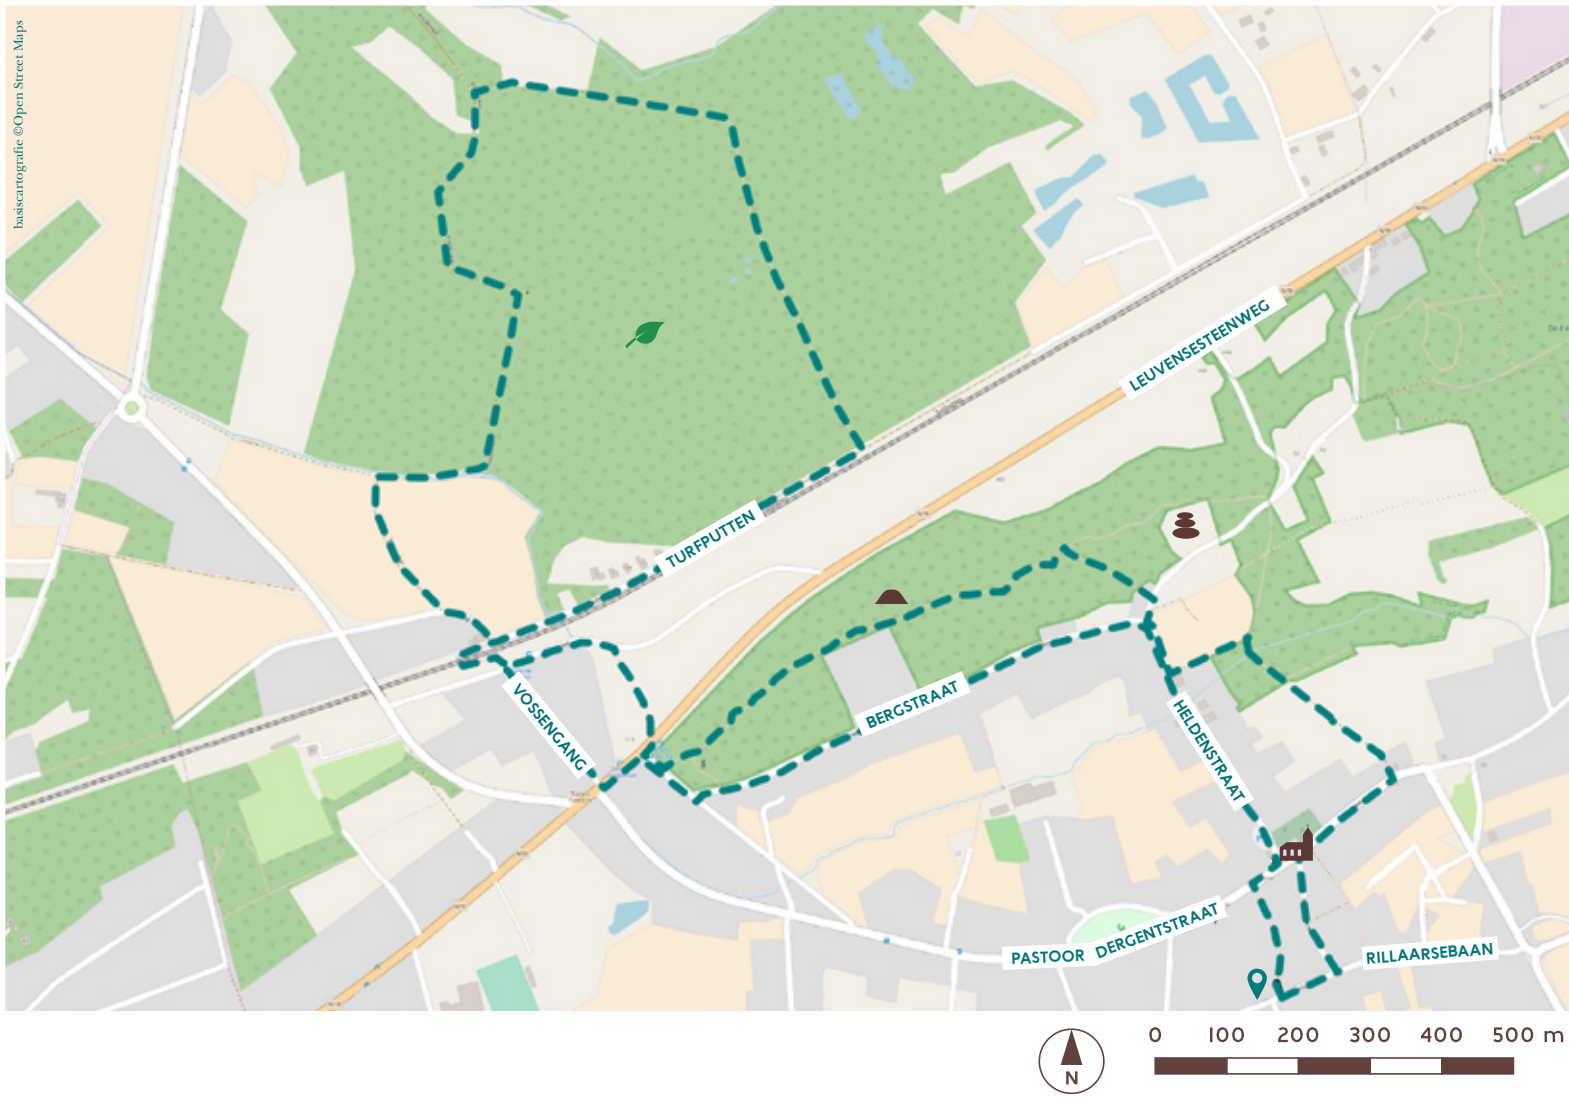 basiscartografie ©Open Street Maps
LEUVENSESTEENWEG
TURFPUTTEN
VOSSENGANG
BERGSTRAAT
HELDENSTRAAT
PASTOOR DERGENTSTRAAT
RILLAARSEBAAN
0 100 200 300 400 500 m
N